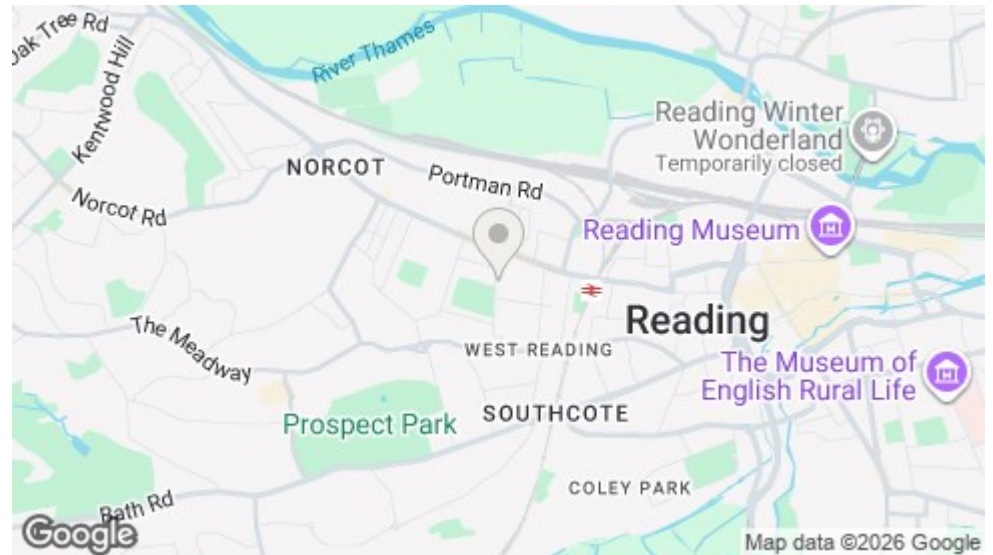 Oak Tree Rd
River Thames
Kentwood Hill
Reading Winter
Wonderland
Temporarily closed
NORCOT
Portman Rd
Norcot Rd
Reading Museum
Reading
The Meadway
WEST READING
The Museum of
English Rural Life
Prospect Park
SOUTHCOTE
COLEY PARK
Bath Rd
Google
Map data ©2026 Google